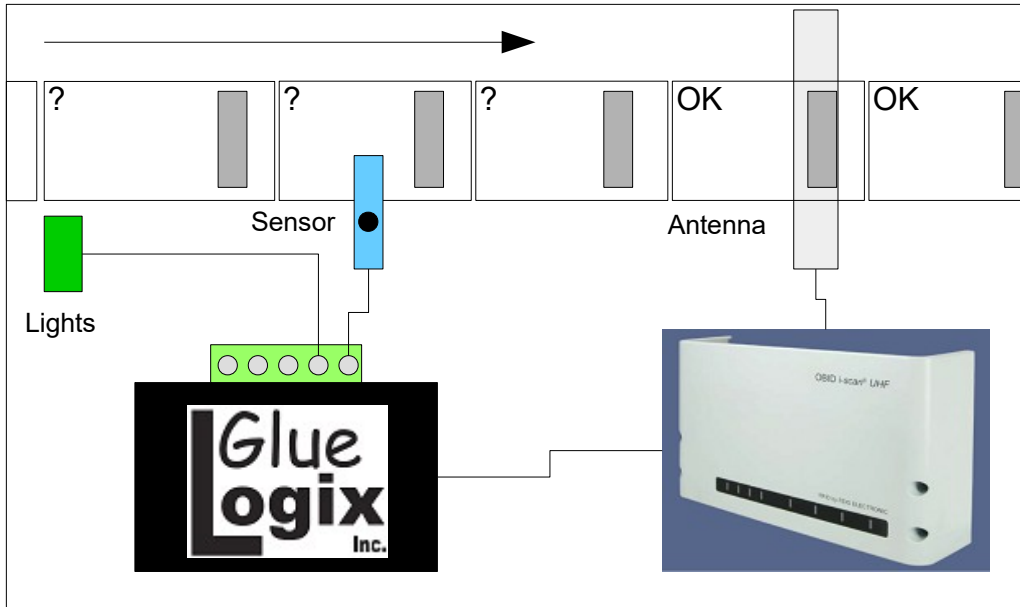 ? ? ? OK OK
Sensor
Antenna
Lights
Glue
Logix
Inc.
OBID i-scan® UHF